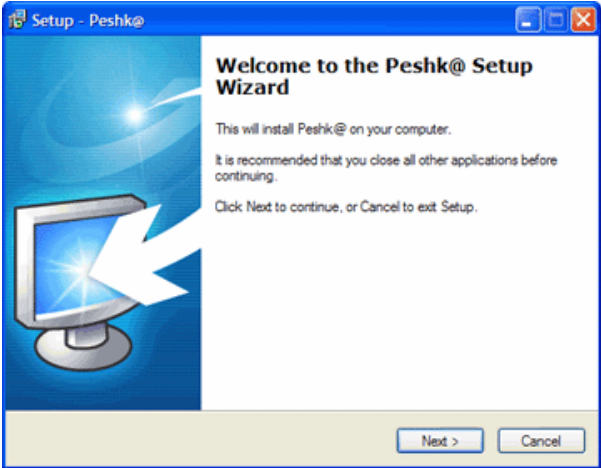 Setup - Peshk@
Welcome to the Peshk@ Setup
Wizard
This will install Peshk@ on your computer.
It is recommended that you close all other applications before
continuing.
Click Next to continue, or Cancel to exit Setup.
Next >
Cancel